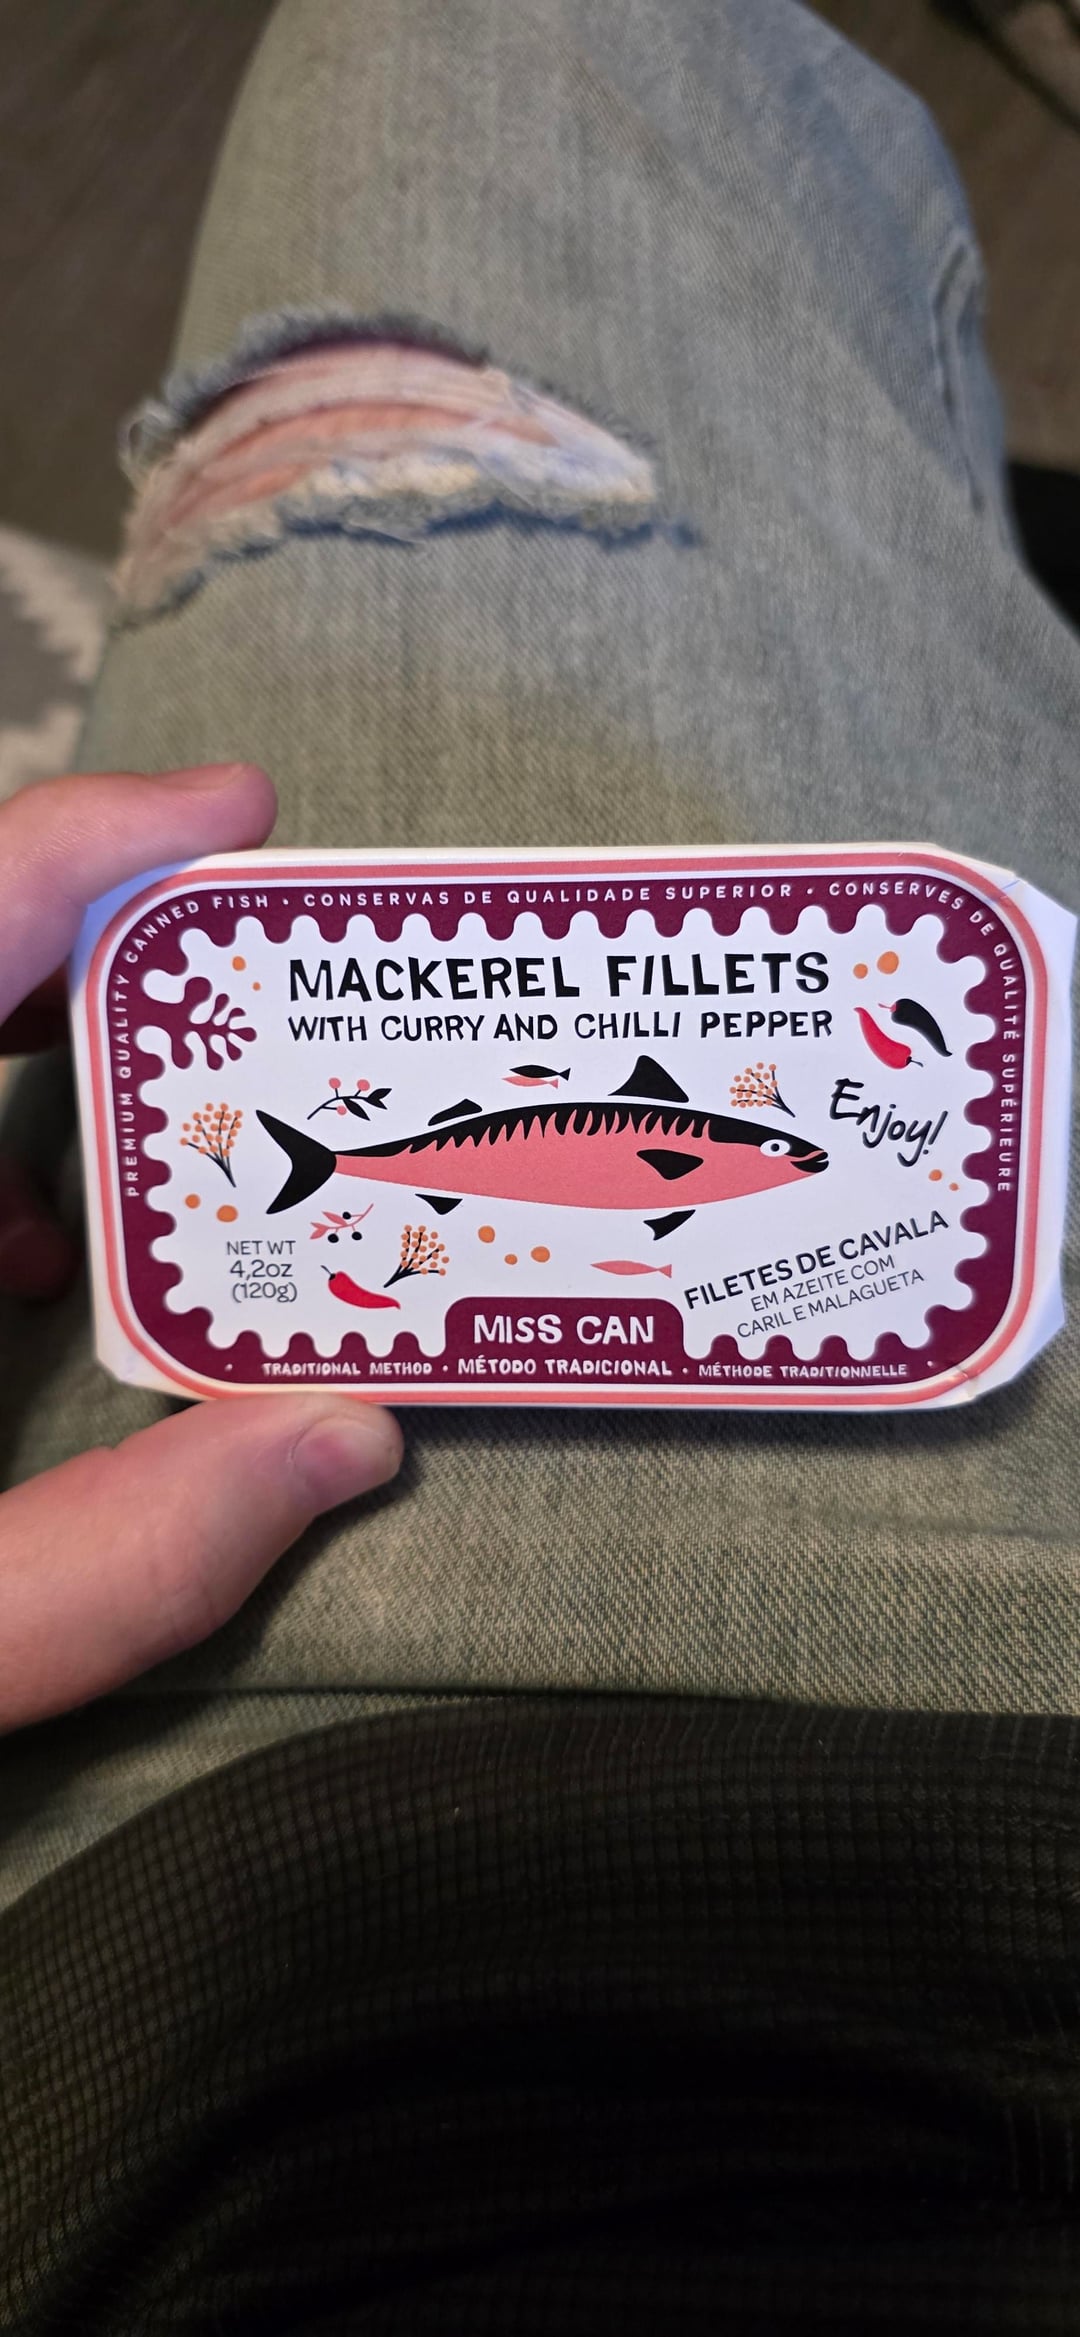 PREMIUM QUALITY CANNED FISH • CONSERVAS DE QUALIDADE SUPERIOR • CONSERVES DE QUALITÉ SUPÉRIEURE
MACKEREL FILLETS
WITH CURRY AND CHILLI PEPPER
Enjoy!
NET WT
4,2oz
(120g)
FILETES DE CAVALA
EM AZEITE COM
CARIL E MALAGUETA
MISS CAN
• TRADITIONAL METHOD • MÉTODO TRADICIONAL • MÉTHODE TRADITIONNELLE •